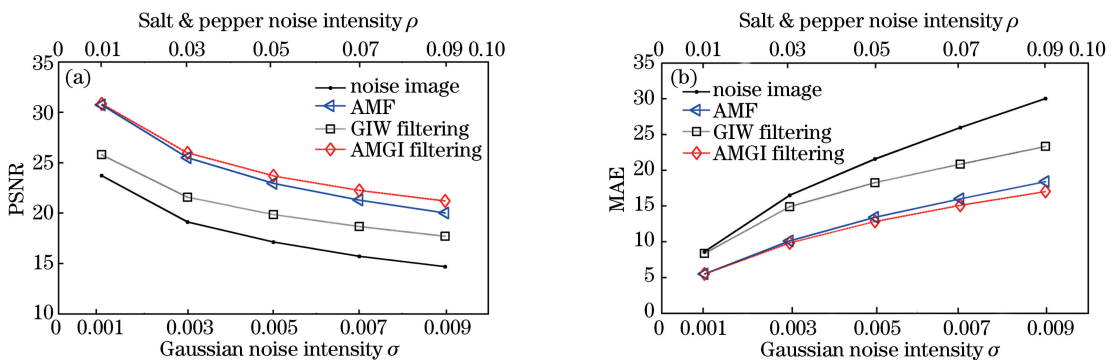 Salt & pepper noise intensity ρ
0 0.01 0.03 0.05 0.07 0.09 0.10
35
30
25
20
15
10
PSNR
(a)
noise image
AMF
GIW filtering
AMGI filtering
0 0.001 0.003 0.005 0.007 0.009
Gaussian noise intensity σ
Salt & pepper noise intensity ρ
0 0.01 0.03 0.05 0.07 0.09 0.10
35
30
25
20
15
10
5
0
MAE
(b)
noise image
AMF
GIW filtering
AMGI filtering
0 0.001 0.003 0.005 0.007 0.009
Gaussian noise intensity σ